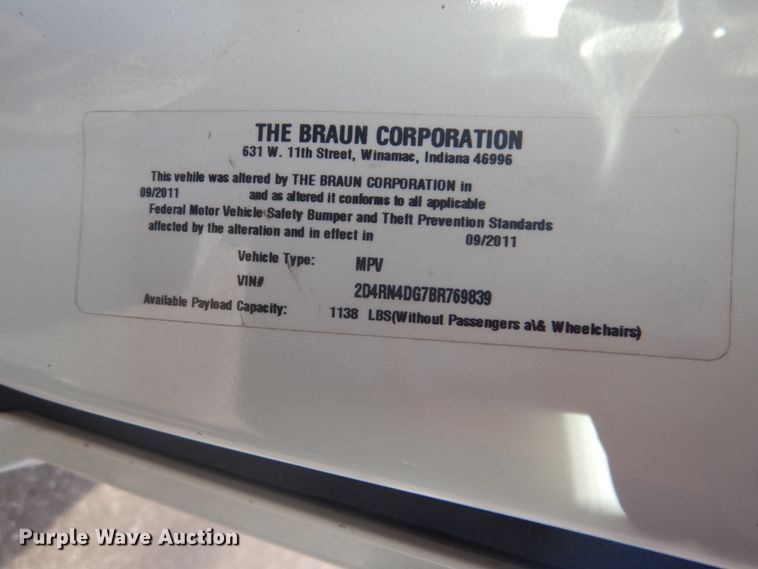 THE BRAUN CORPORATION
631 W. 11th Street, Winamac, Indiana 46996
This vehile was altered by THE BRAUN CORPORATION in
09/2011 and as altered it conforms to all applicable
Federal Motor Vehicle Safety Bumper and Theft Prevention Standards
affected by the alteration and in effect in 09/2011
Vehicle Type: MPV
VIN# 2D4RN4DG7BR769839
Available Payload Capacity: 1138 LBS(Without Passengers a\& Wheelchairs)
Purple Wave Auction